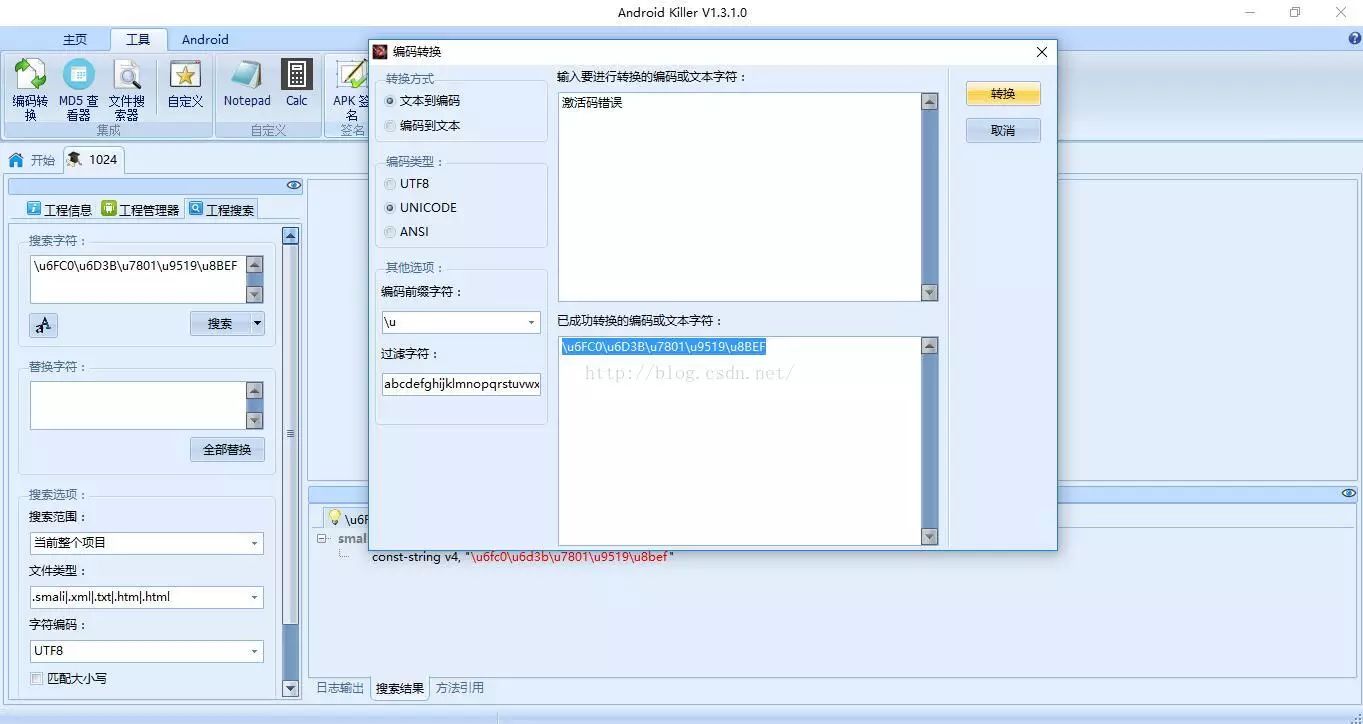 Android Killer V1.3.1.0
主页 工具 Android
编码转换 MD5 查看器 文件搜索器 自定义 Notepad Calc APK 签名
集成 自定义 签名
开始 1024
工程信息 工程管理器 工程搜索
搜索字符：
\u6FC0\u6D3B\u7801\u9519\u8BEF
搜索
替换字符：
全部替换
搜索选项：
搜索范围：
当前整个项目
文件类型：
.smali|.xml|.txt|.htm|.html
字符编码：
UTF8
匹配大小写
编码转换
转换方式
文本到编码
编码到文本
编码类型：
UTF8
UNICODE
ANSI
其他选项：
编码前缀字符：
\u
过滤字符：
abcdefghijklmnopqrstuvwx
输入要进行转换的编码或文本字符：
激活码错误
已成功转换的编码或文本字符：
\u6FC0\u6D3B\u7801\u9519\u8BEF
http://blog.csdn.net/
转换
取消
\u6F
smal
const-string v4, "\u6fc0\u6d3b\u7801\u9519\u8bef"
日志输出 搜索结果 方法引用